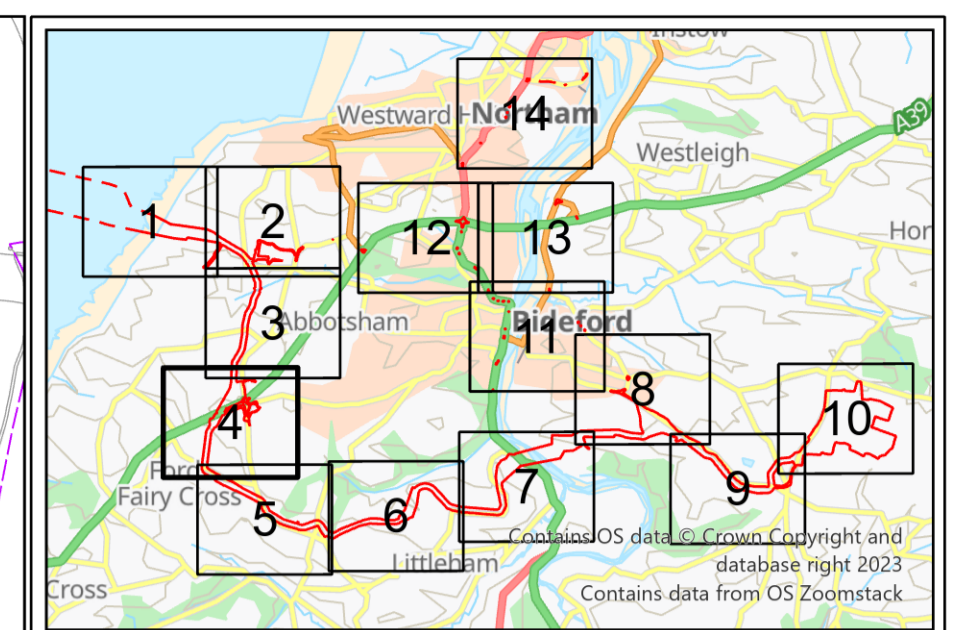 Instow
14
Westward H
Northam
A39
Westleigh
1
2
12
13
Hor
3
Abbotsham
Bideford
11
8
4
10
Ford
Fairy Cross
5
6
7
9
Contains OS data © Crown Copyright and
database right 2023
Littleham
Cross
Contains data from OS Zoomstack